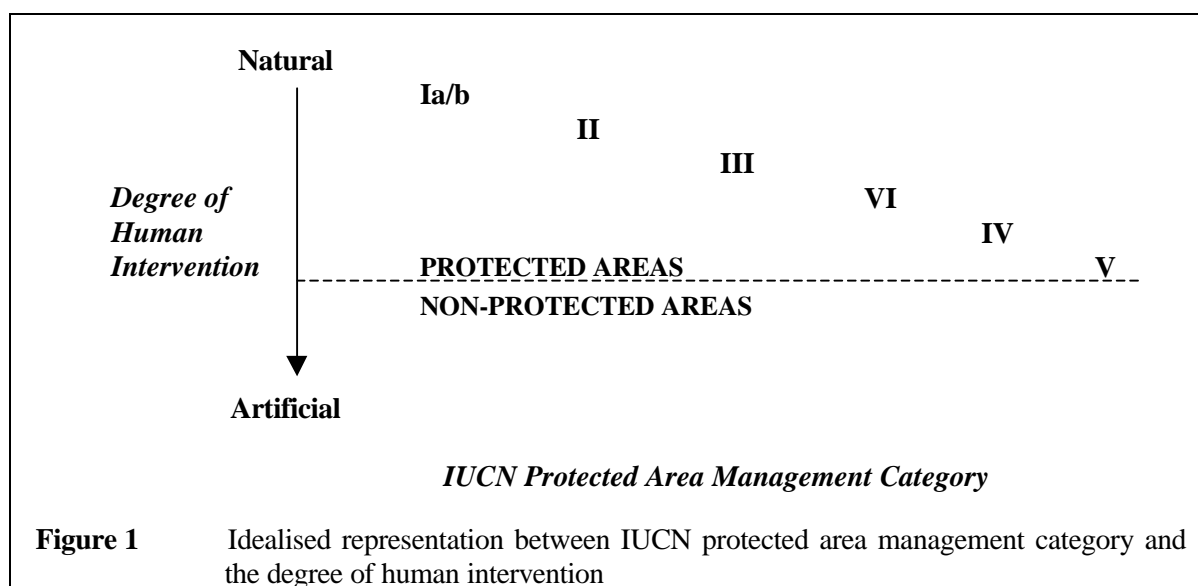 Natural
Ia/b
II
III
Degree of
VI
Human
IV
Intervention
PROTECTED AREAS
V
NON-PROTECTED AREAS
Artificial
IUCN Protected Area Management Category
Figure 1 Idealised representation between IUCN protected area management category and
the degree of human intervention